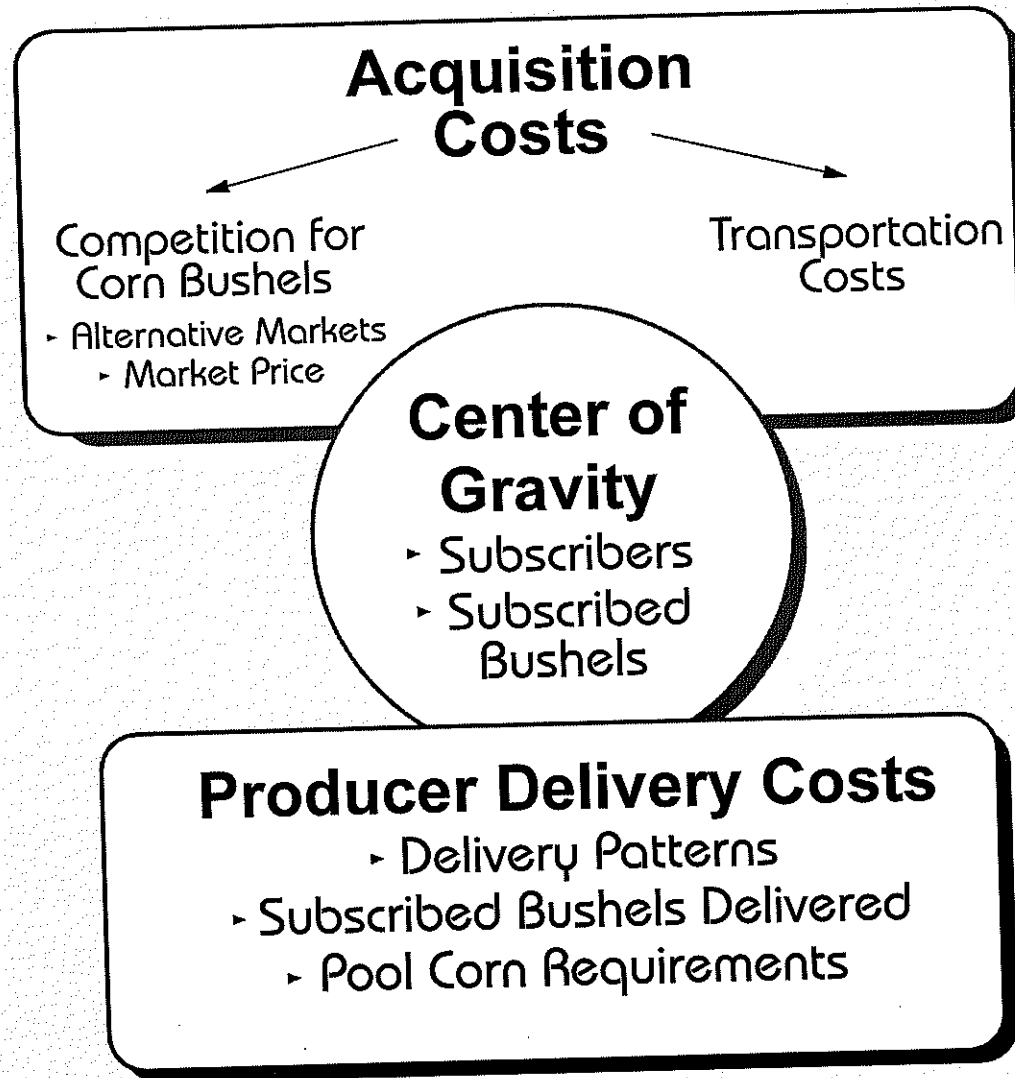 Acquisition
Costs
Competition for
Corn Bushels
► Alternative Markets
► Market Price
Transportation
Costs
Center of
Gravity
► Subscribers
► Subscribed
Bushels
Producer Delivery Costs
► Delivery Patterns
► Subscribed Bushels Delivered
► Pool Corn Requirements